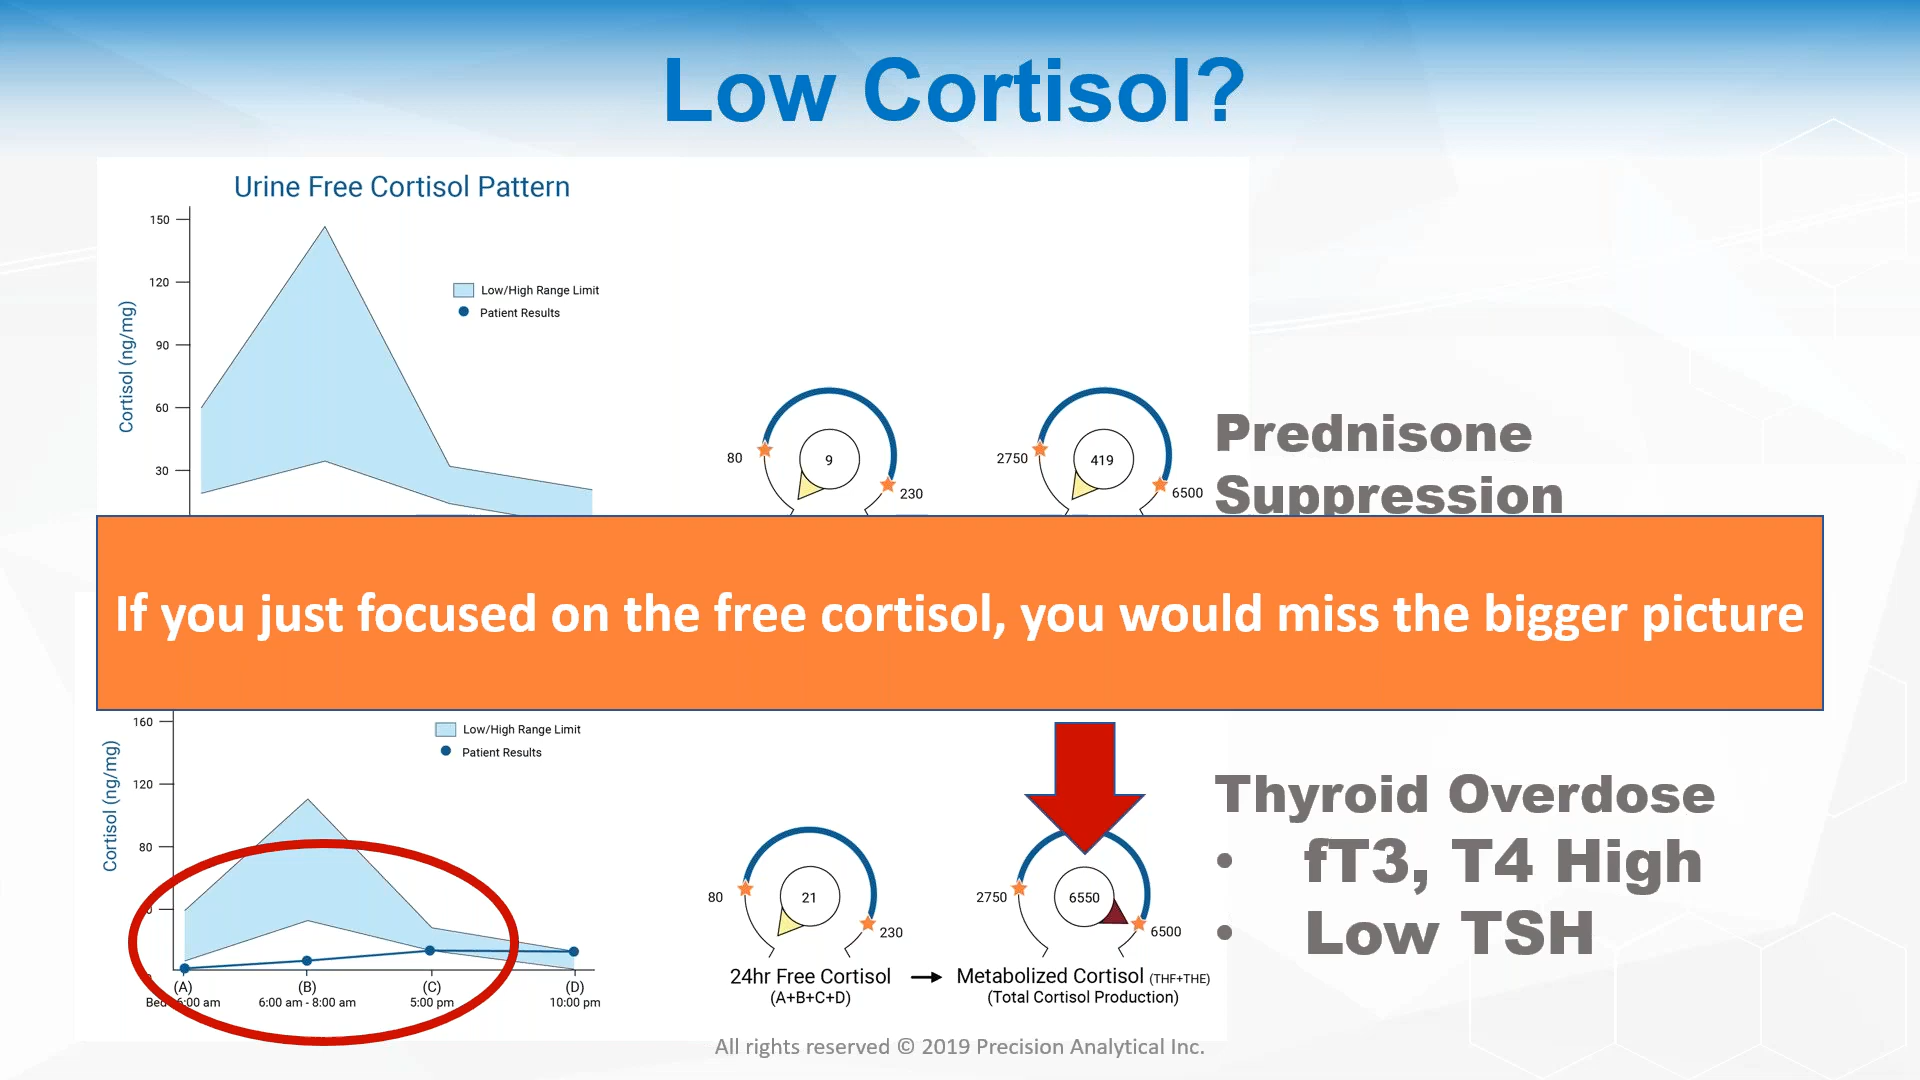 Low Cortisol?
Urine Free Cortisol Pattern
Cortisol (ng/mg)
150
120
90
60
30
Low/High Range Limit
Patient Results
80
9
230
2750
419
6500
Prednisone
Suppression
If you just focused on the free cortisol, you would miss the bigger picture
Cortisol (ng/mg)
160
120
80
0
Low/High Range Limit
Patient Results
(A)
(B)
6:00 am - 8:00 am
(C)
5:00 pm
(D)
10:00 pm
80
21
230
24hr Free Cortisol
(A+B+C+D)
2750
6550
6500
Metabolized Cortisol (THF+THE)
(Total Cortisol Production)
Thyroid Overdose
• fT3, T4 High
• Low TSH
All rights reserved © 2019 Precision Analytical Inc.